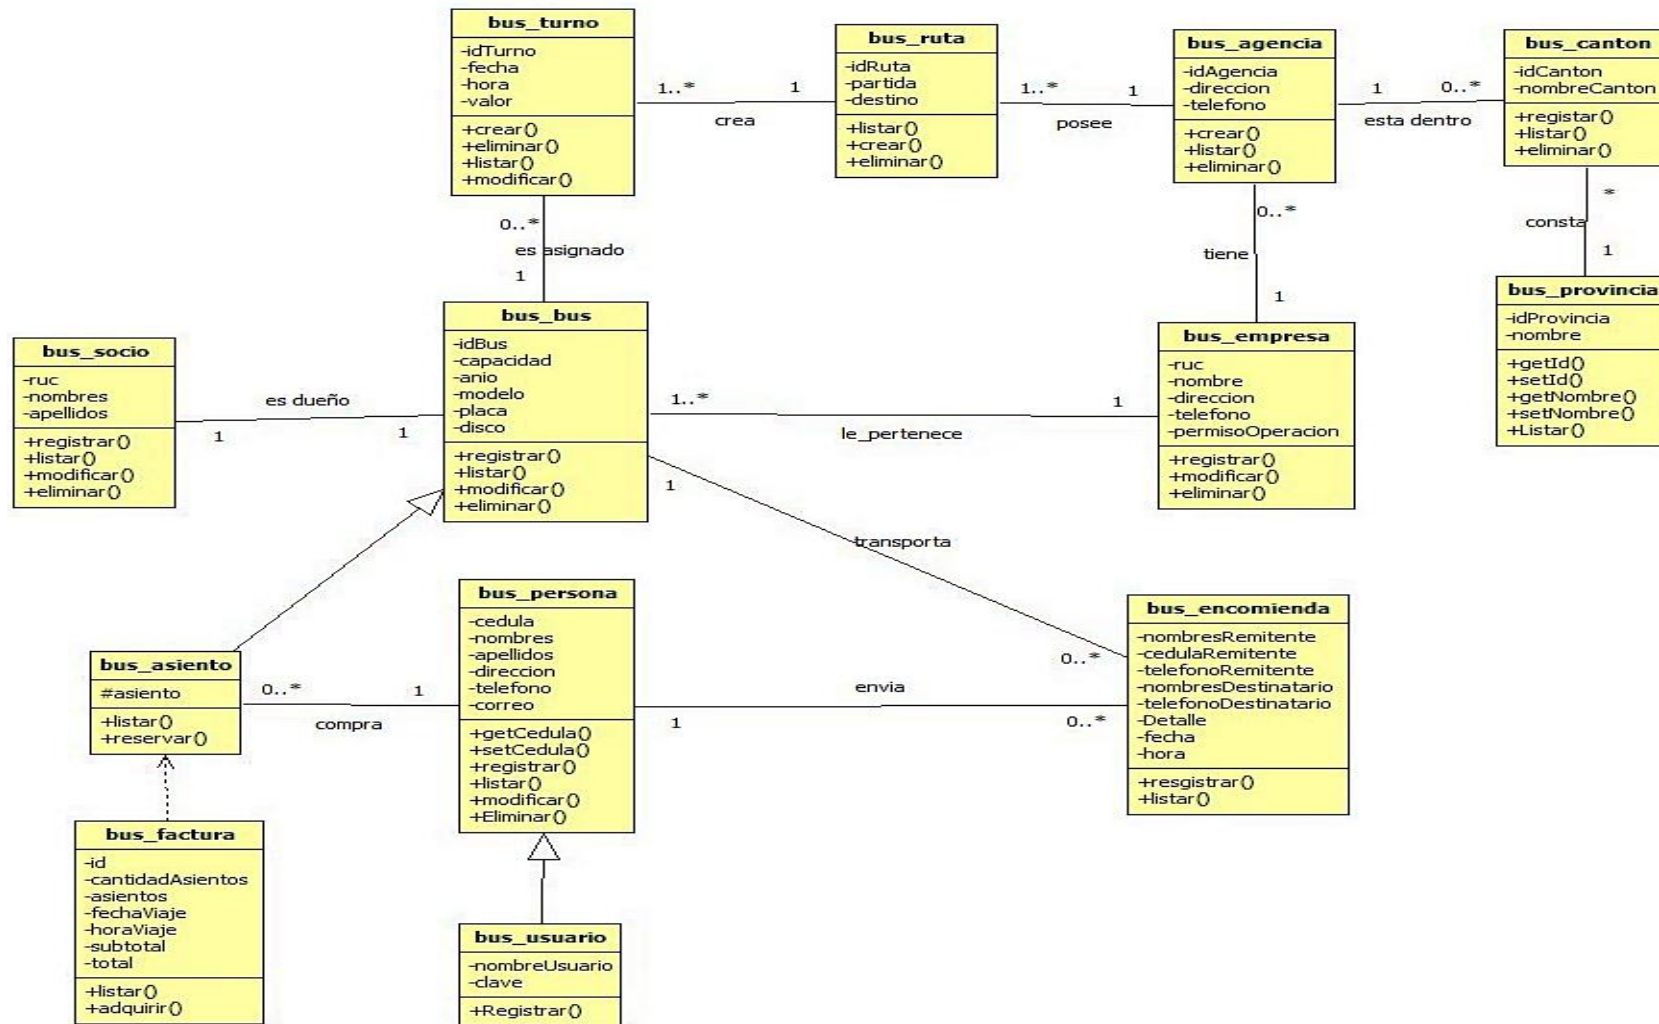 bus_turno
-idTurno
-fecha
-hora
-valor
+crear()
+eliminar()
+listar()
+modificar()
1..*
1
crea
bus_ruta
-idRuta
-partida
-destino
+listar()
+crear()
+eliminar()
1..*
1
posee
bus_agencia
-idAgencia
-direccion
-telefono
+crear()
+listar()
+eliminar()
1
0..*
esta dentro
bus_canton
-idCanton
-nombreCanton
+registar()
+listar()
+eliminar()
*
consta
1
0..*
es asignado
1
0..*
tiene
1
bus_provincia
-idProvincia
-nombre
+getId()
+setId()
+getNombre()
+setNombre()
+Listar()
bus_socio
-ruc
-nombres
-apellidos
+registrar()
+listar()
+modificar()
+eliminar()
es dueño
1
1
bus_bus
-idBus
-capacidad
-anio
-modelo
-placa
-disco
+registrar()
+listar()
+modificar()
+eliminar()
1..*
1
le_pertenece
bus_empresa
-ruc
-nombre
-direccion
-telefono
-permisoOperacion
+registrar()
+modificar()
+eliminar()
1
transporta
0..*
bus_asiento
#asiento
+listar()
+reservar()
0..*
1
compra
bus_persona
-cedula
-nombres
-apellidos
-direccion
-telefono
-correo
+getCedula()
+setCedula()
+registrar()
+listar()
+modificar()
+Eliminar()
envia
1
0..*
bus_encomienda
-nombresRemitente
-cedulaRemitente
-telefonoRemitente
-nombresDestinatario
-telefonoDestinatario
-Detalle
-fecha
-hora
+resgistrar()
+listar()
bus_factura
-id
-cantidadAsientos
-asientos
-fechaViaje
-horaViaje
-subtotal
-total
+listar()
+adquirir()
bus_usuario
-nombreUsuario
-clave
+Registrar()